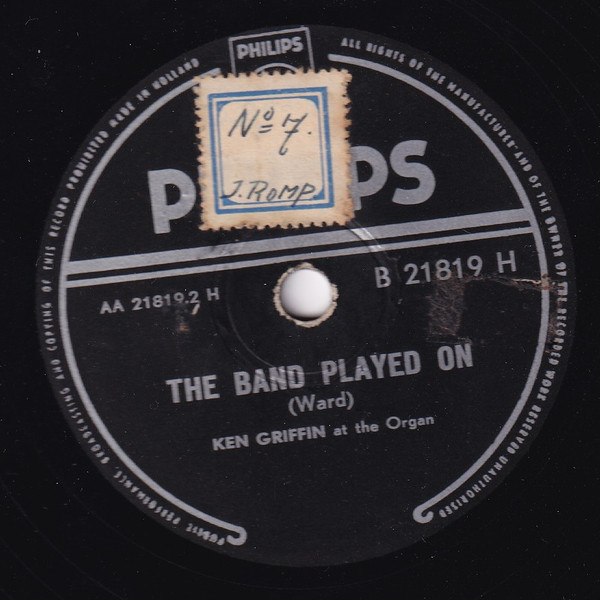 PHILIPS
MADE IN HOLLAND
ALL RIGHTS OF THE MANUFACTURER AND OF THE OWNER OF THE RECORDED WORK RESERVED
UNAUTHORISED
PUBLIC PERFORMANCE, BROADCASTING AND COPYING OF THIS RECORD PROHIBITED
Nº 7.
J. ROMP
P PS
B 21819 H
AA 21819.2 H
THE BAND PLAYED ON
(Ward)
KEN GRIFFIN at the Organ